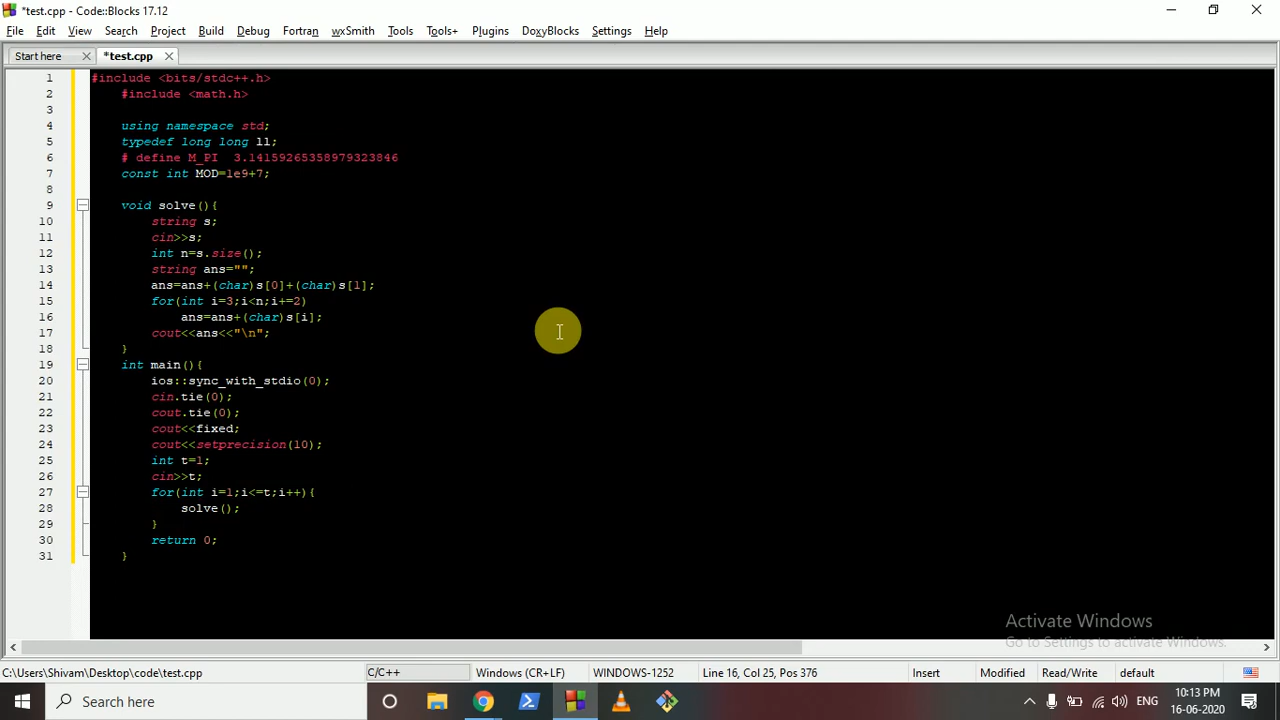 *test.cpp - Code::Blocks 17.12
File Edit View Search Project Build Debug Fortran wxSmith Tools Tools+ Plugins DoxyBlocks Settings Help
Start here *test.cpp
1 #include <bits/stdc++.h>
2 #include <math.h>
3
4 using namespace std;
5 typedef long long ll;
6 # define M_PI  3.14159265358979323846
7 const int MOD=1e9+7;
8
9 void solve(){
10 string s;
11 cin>>s;
12 int n=s.size();
13 string ans="";
14 ans=ans+(char)s[0]+(char)s[1];
15 for(int i=3;i<n;i+=2)
16 ans=ans+(char)s[i];
17 cout<<ans<<"\n";
18 }
19 int main(){
20 ios::sync_with_stdio(0);
21 cin.tie(0);
22 cout.tie(0);
23 cout<<fixed;
24 cout<<setprecision(10);
25 int t=1;
26 cin>>t;
27 for(int i=1;i<=t;i++){
28 solve();
29 }
30 return 0;
31 }
Activate Windows
Go to Settings to activate Windows.
C:\Users\Shivam\Desktop\code\test.cpp C/C++ Windows (CR+LF) WINDOWS-1252 Line 16, Col 25, Pos 376 Insert Modified Read/Write default
Search here ENG 10:13 PM
16-06-2020